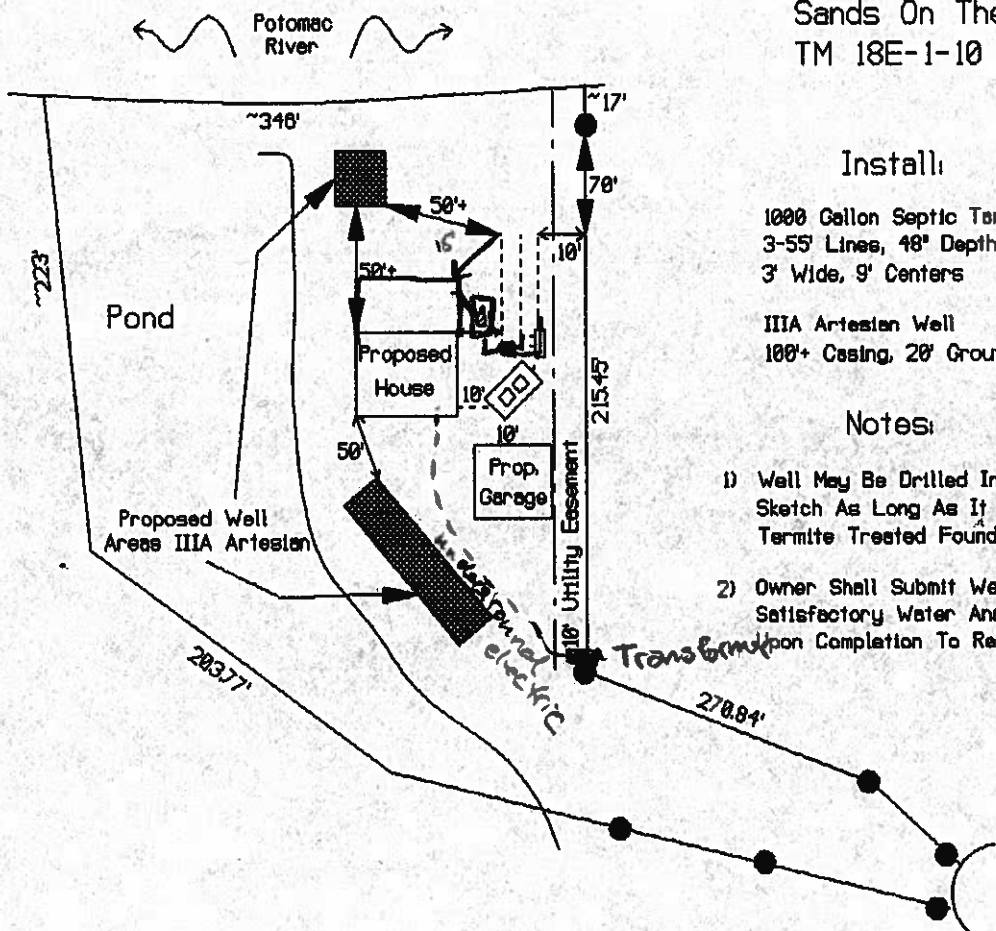 Potomac
River
Sands On The
TM 18E-1-10
~17'
~346'
70'
Install:
1000 Gallon Septic Tan
3-55' Lines, 48" Depth
3' Wide, 9' Centers
IIIA Artesian Well
100'+ Casing, 20' Grou
50'+
10'
50'+
~223'
Pond
Proposed
House
10'
10'
215.45'
50'
Prop.
Garage
10' Utility Easement
Notes:
1) Well May Be Drilled In
Sketch As Long As It
Termite Treated Found
2) Owner Shall Submit We
Satisfactory Water An
Upon Completion To Re
Proposed Well
Areas IIIA Artesian
underground
electric
Transformer
203.77'
270.84'